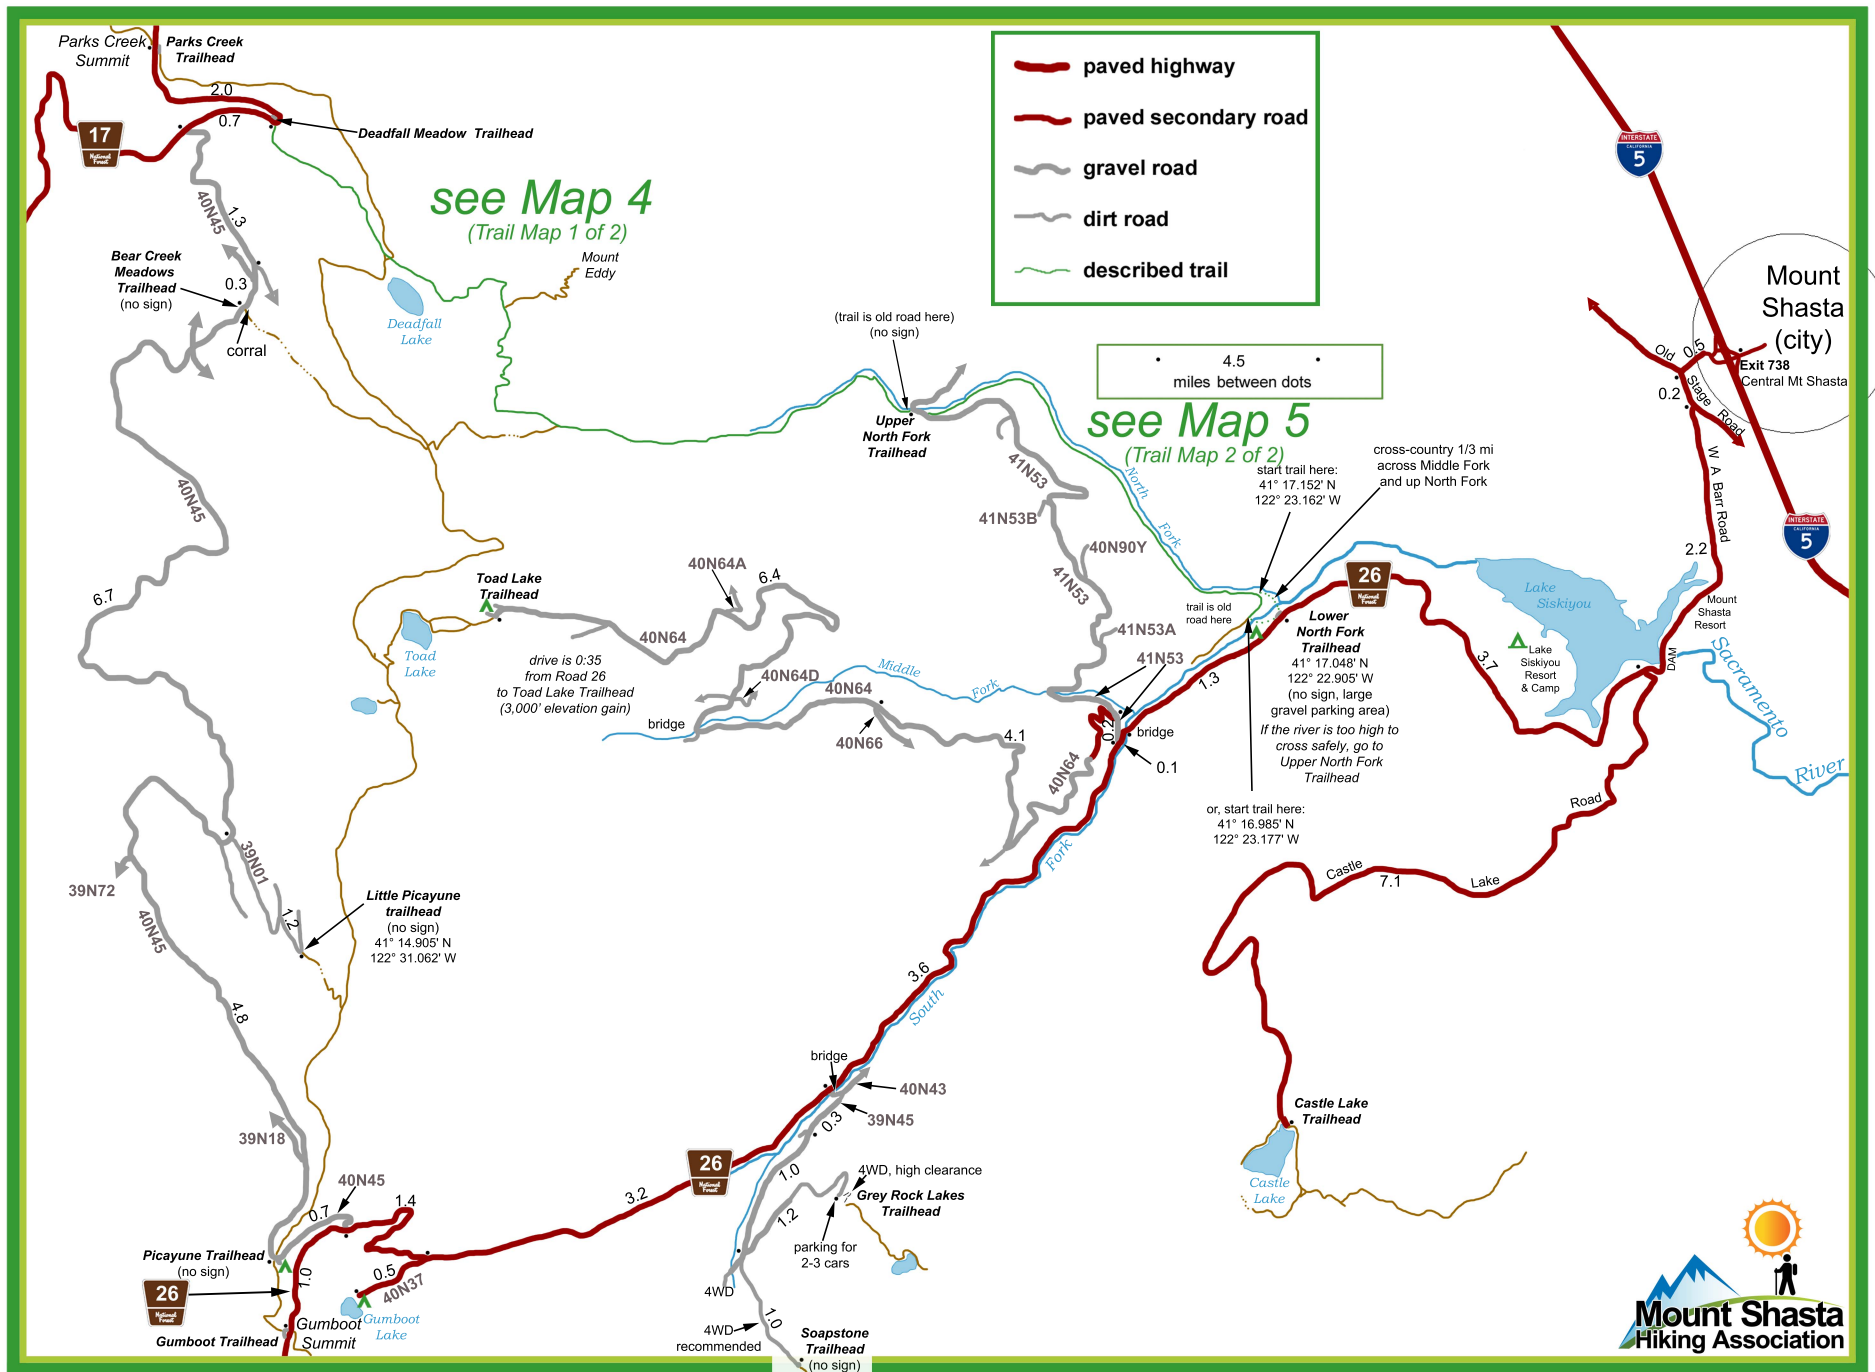 Parks Creek
Summit
Parks Creek
Trailhead
2.0
0.7
17
National
Forest
Deadfall Meadow Trailhead
40N45
1.3
Bear Creek
Meadows
Trailhead
(no sign)
0.3
corral
see Map 4
(Trail Map 1 of 2)
Mount
Eddy
Deadfall
Lake
paved highway
paved secondary road
gravel road
dirt road
described trail
4.5
miles between dots
see Map 5
(Trail Map 2 of 2)
INTERSTATE
CALIFORNIA
5
Mount
Shasta
(city)
Old
0.5
Exit 738
Central Mt Shasta
0.2
Stage Road
W A Barr Road
INTERSTATE
CALIFORNIA
5
2.2
(trail is old road here)
(no sign)
Upper
North Fork
Trailhead
41N53
41N53B
40N90Y
41N53
41N53A
41N53
North
Fork
start trail here:
41° 17.152' N
122° 23.162' W
cross-country 1/3 mi
across Middle Fork
and up North Fork
trail is old
road here
26
National
Forest
Lower
North Fork
Trailhead
41° 17.048' N
122° 22.905' W
(no sign, large
gravel parking area)
If the river is too high to
cross safely, go to
Upper North Fork
Trailhead
or, start trail here:
41° 16.985' N
122° 23.177' W
Lake
Siskiyou
Lake
Siskiyou
Resort
& Camp
Mount
Shasta
Resort
DAM
Sacramento
River
3.7
1.3
bridge
0.1
0.2
40N45
6.7
Toad Lake
Trailhead
40N64A
6.4
40N64
Toad
Lake
drive is 0:35
from Road 26
to Toad Lake Trailhead
(3,000' elevation gain)
40N64D
Middle
Fork
40N64
bridge
40N66
4.1
40N64
39N01
39N72
40N45
1.2
Little Picayune
trailhead
(no sign)
41° 14.905' N
122° 31.062' W
4.8
39N18
40N45
0.7
1.4
Picayune Trailhead
(no sign)
26
National
Forest
1.0
0.5
40N37
Gumboot
Lake
Gumboot
Summit
Gumboot Trailhead
3.2
26
National
Forest
Fork
South
3.6
bridge
40N43
39N45
0.3
1.0
1.2
4WD, high clearance
Grey Rock Lakes
Trailhead
parking for
2-3 cars
4WD
4WD
recommended
1.0
Soapstone
Trailhead
(no sign)
Road
Castle
7.1
Lake
Castle Lake
Trailhead
Castle
Lake
Mount Shasta
Hiking Association